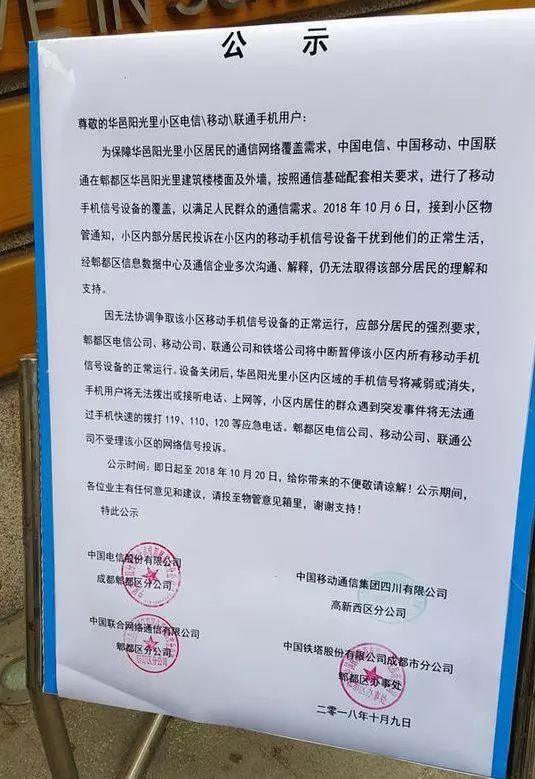 公 示
尊敬的华邑阳光里小区电信\移动\联通手机用户：
为保障华邑阳光里小区居民的通信网络覆盖需求，中国电信、中国移动、中国联
通在郫都区华邑阳光里建筑楼楼面及外墙，按照通信基础配套相关要求，进行了移动
手机信号设备的覆盖，以满足人民群众的通信需求。2018年10月6日，接到小区物
管通知，小区内部分居民投诉在小区内的移动手机信号设备干扰到他们的正常生活，
经郫都区信息数据中心及通信企业多次沟通、解释，仍无法取得该部分居民的理解和
支持。
因无法协调争取该小区移动手机信号设备的正常运行，应部分居民的强烈要求，
郫都区电信公司、移动公司、联通公司和铁塔公司将中断暂停该小区内所有移动手机
信号设备的正常运行。设备关闭后，华邑阳光里小区内区域的手机信号将减弱或消失，
手机用户将无法拨出或接听电话、上网等，小区内居住的群众遇到突发事件将无法通
过手机快速的拨打119、110、120等应急电话。郫都区电信公司、移动公司、联通公
司不受理该小区的网络信号投诉。
公示时间：即日起至2018年10月20日，给你带来的不便敬请谅解！公示期间，
各位业主有任何意见和建议，请投至物管意见箱里，谢谢支持！
特此公示
中国电信股份有限公司
成都郫都区分公司
中国移动通信集团四川有限公司
高新西区分公司
中国联合网络通信有限公司
郫都区分公司
中国铁塔股份有限公司成都市分公司
郫都区办事处
二〇一八年十月九日